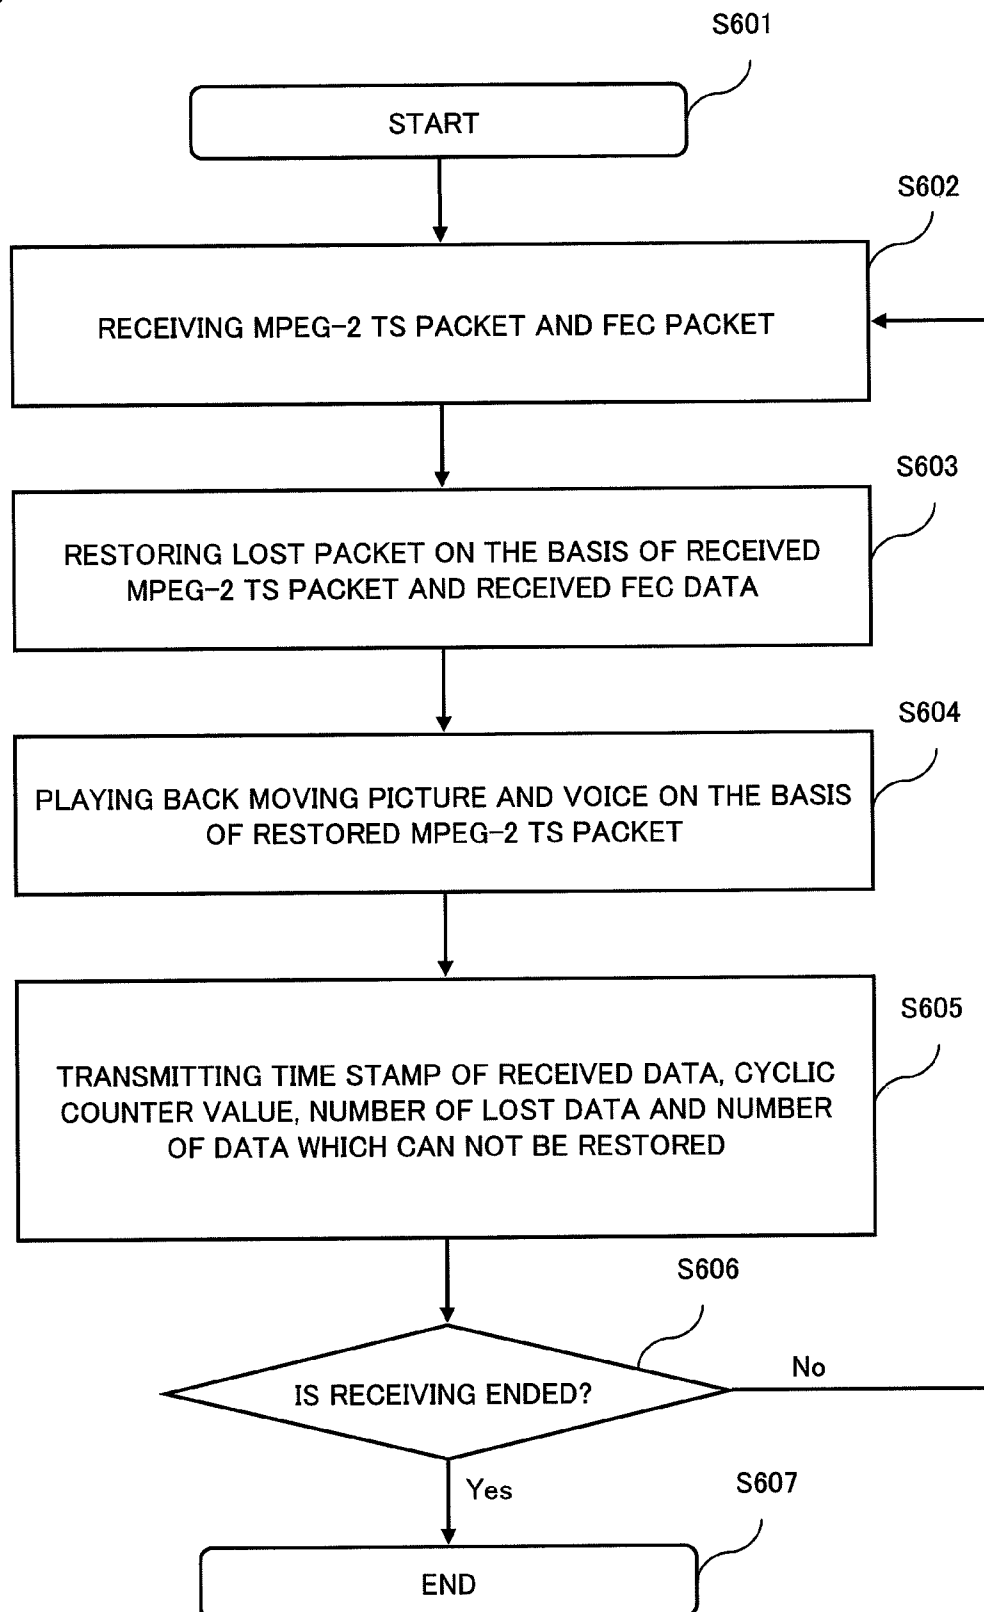 S601
START
S602
RECEIVING MPEG-2 TS PACKET AND FEC PACKET
S603
RESTORING LOST PACKET ON THE BASIS OF RECEIVED
MPEG-2 TS PACKET AND RECEIVED FEC DATA
S604
PLAYING BACK MOVING PICTURE AND VOICE ON THE BASIS
OF RESTORED MPEG-2 TS PACKET
S605
TRANSMITTING TIME STAMP OF RECEIVED DATA, CYCLIC
COUNTER VALUE, NUMBER OF LOST DATA AND NUMBER
OF DATA WHICH CAN NOT BE RESTORED
S606
IS RECEIVING ENDED?
No
Yes
S607
END